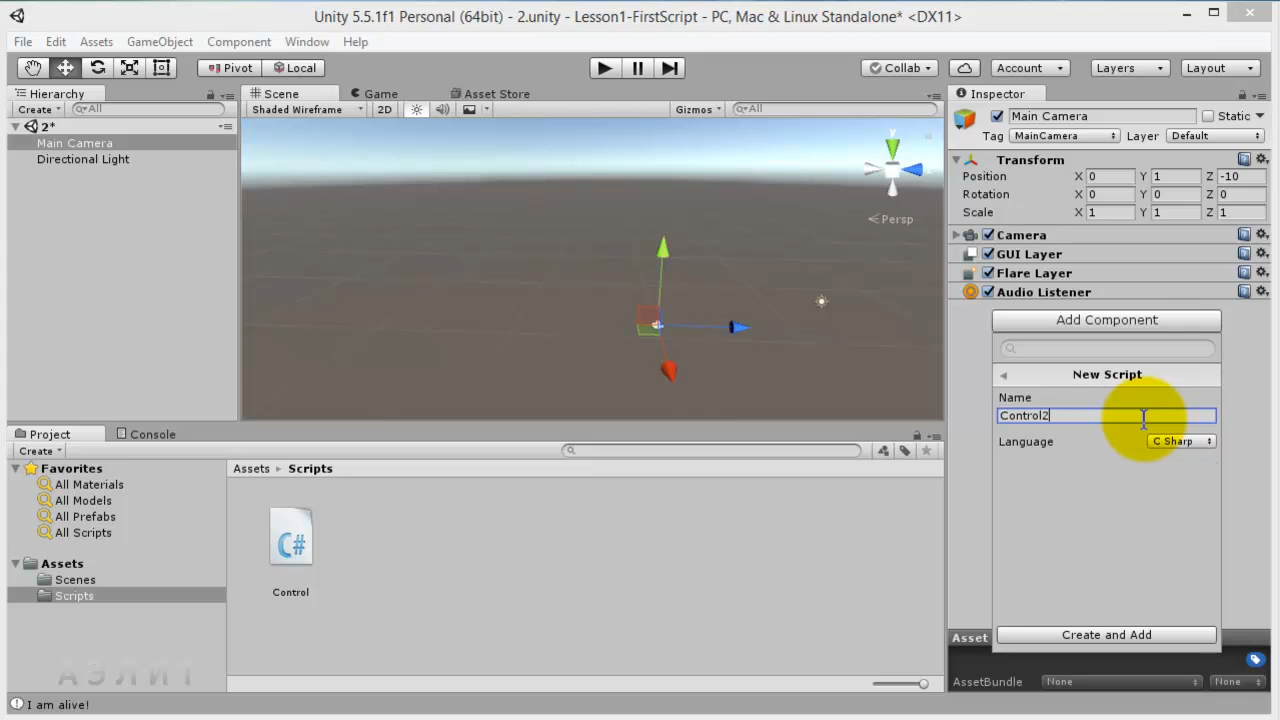 Unity 5.5.1f1 Personal (64bit) - 2.unity - Lesson1-FirstScript - PC, Mac & Linux Standalone* <DX11>
File Edit Assets GameObject Component Window Help
Pivot Local Collab Account Layers Layout
Hierarchy
Create All
2*
Main Camera
Directional Light
Scene Game Asset Store
Shaded Wireframe 2D Gizmos All
y
Persp
Inspector
Main Camera Static
Tag MainCamera Layer Default
Transform
Position X 0 Y 1 Z -10
Rotation X 0 Y 0 Z 0
Scale X 1 Y 1 Z 1
Camera
GUI Layer
Flare Layer
Audio Listener
Add Component
New Script
Name
Control2
Language C Sharp
Create and Add
Asset
AssetBundle None None
Project Console
Create
Favorites
All Materials
All Models
All Prefabs
All Scripts
Assets
Scenes
Scripts
Assets Scripts
C#
Control
АЭЛИТ
I am alive!